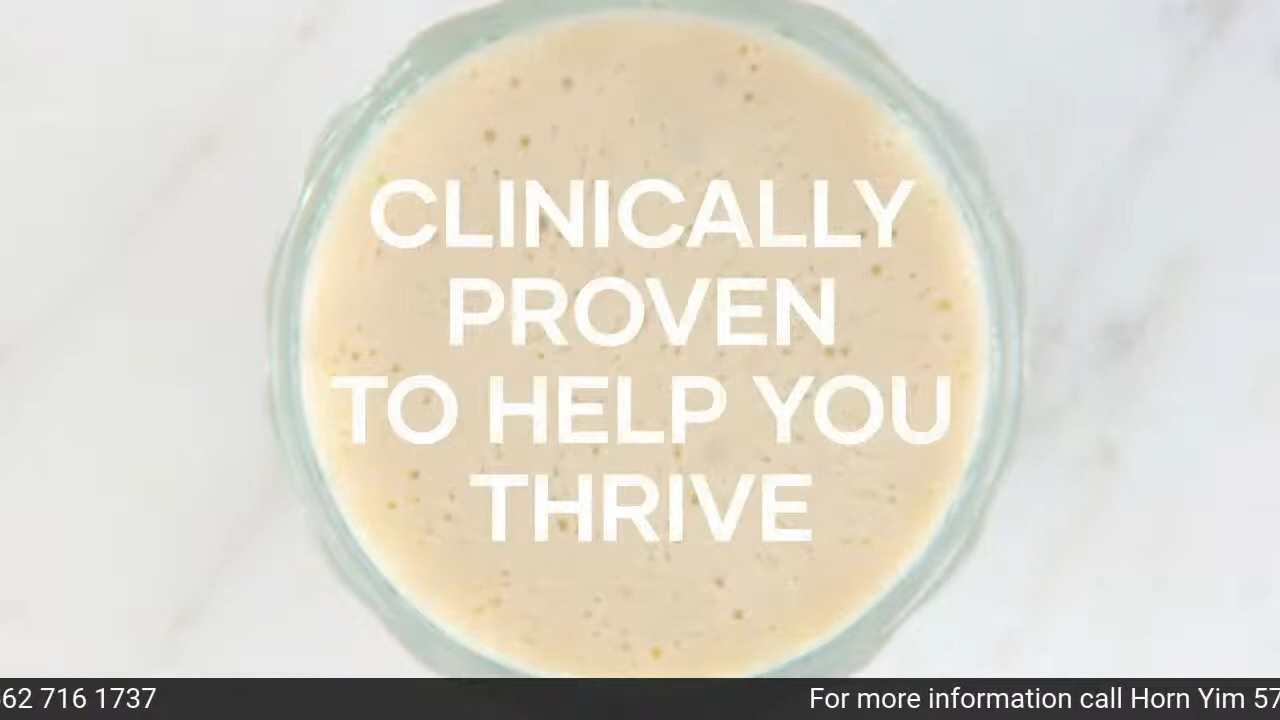 CLINICALLY
PROVEN
TO HELP YOU
THRIVE
62 716 1737
For more information call Horn Yim 57